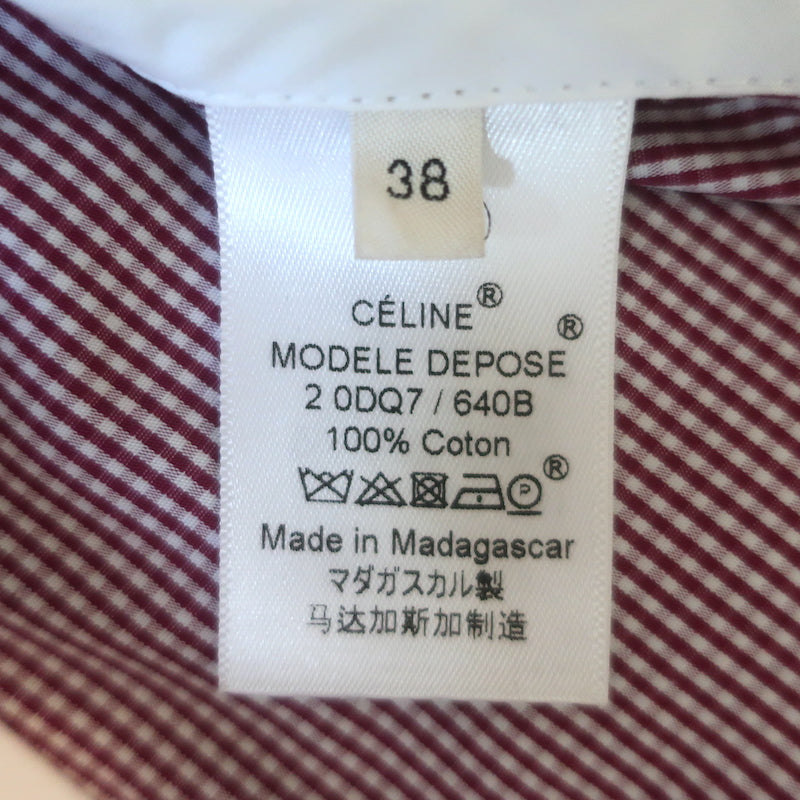 38
CÉLINE®
MODELE DEPOSE®
2 0DQ7 / 640B
100% Coton
P ®
Made in Madagascar
マダガスカル製
马达加斯加制造